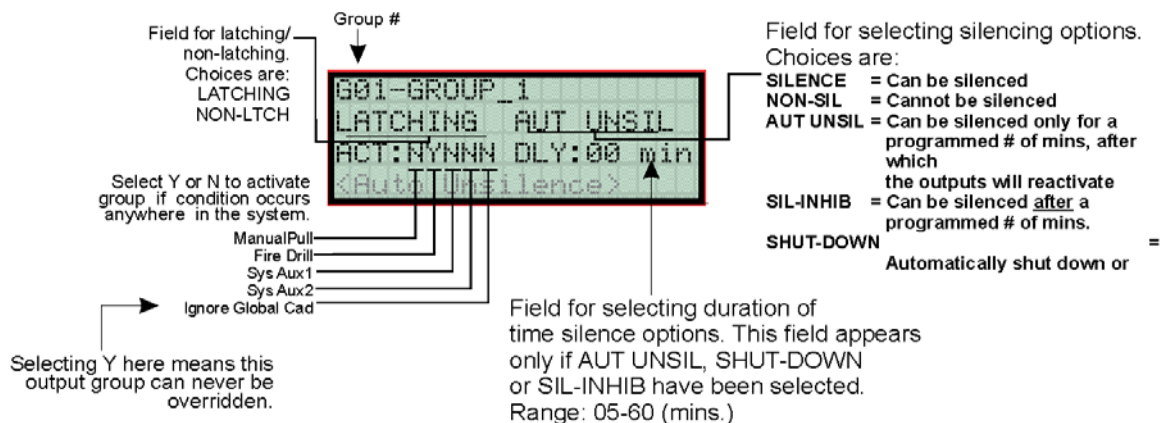 Group #
Field for latching/
non-latching.
Choices are:
LATCHING
NON-LTCH
G01-GROUP_1
LATCHING AUT UNSIL
ACT:NYNNN DLY:00 min
<Auto Unsilence>
Field for selecting silencing options.
Choices are:
SILENCE = Can be silenced
NON-SIL = Cannot be silenced
AUT UNSIL = Can be silenced only for a
programmed # of mins, after
which
the outputs will reactivate
SIL-INHIB = Can be silenced after a
programmed # of mins.
SHUT-DOWN =
Automatically shut down or
Select Y or N to activate
group if condition occurs
anywhere in the system.
ManualPull
Fire Drill
Sys Aux1
Sys Aux2
Ignore Global Cad
Selecting Y here means this
output group can never be
overridden.
Field for selecting duration of
time silence options. This field appears
only if AUT UNSIL, SHUT-DOWN
or SIL-INHIB have been selected.
Range: 05-60 (mins.)